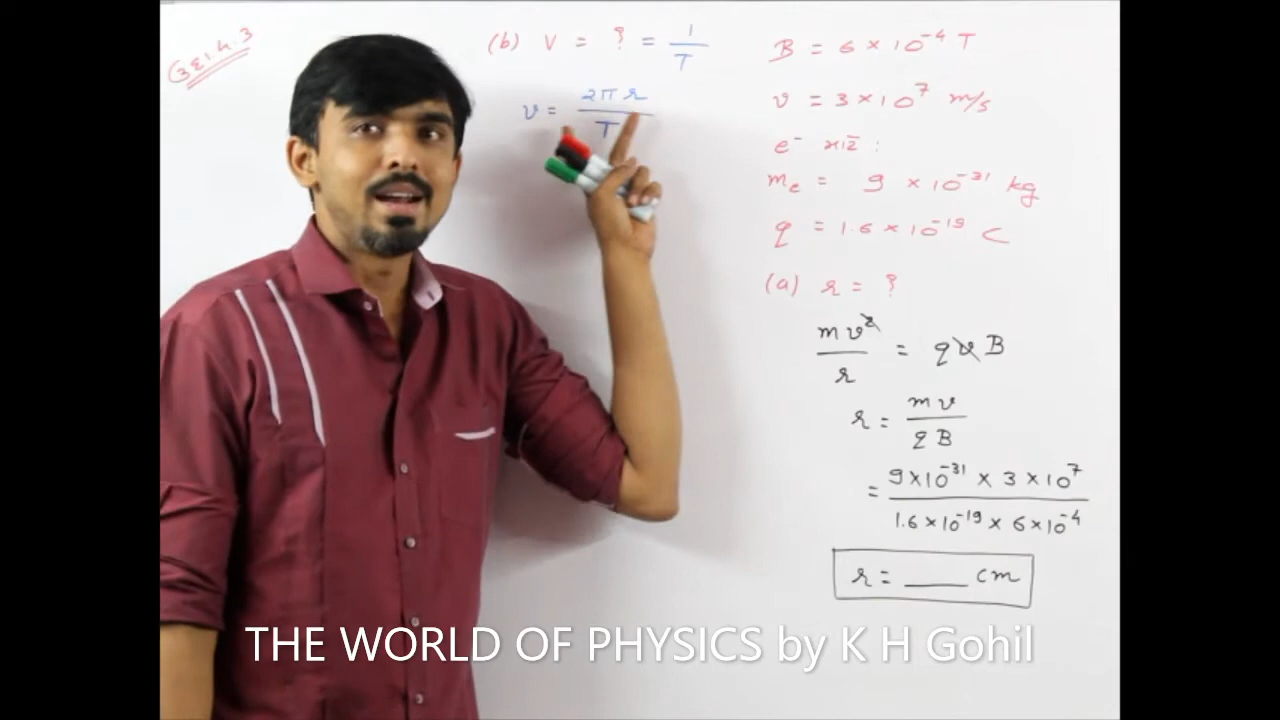 (b) ν = ? = 1/T
v = 2πr/T
B = 6 × 10⁻⁴ T
v = 3 × 10⁷ m/s
e⁻
mₑ = 9 × 10⁻³¹ kg
q = 1.6 × 10⁻¹⁹ C
(a) r = ?
mv²/r = qvB
r = mv/qB
= 9×10⁻³¹ × 3×10⁷ / 1.6×10⁻¹⁹ × 6×10⁻⁴
r = ____ cm
THE WORLD OF PHYSICS by K H Gohil